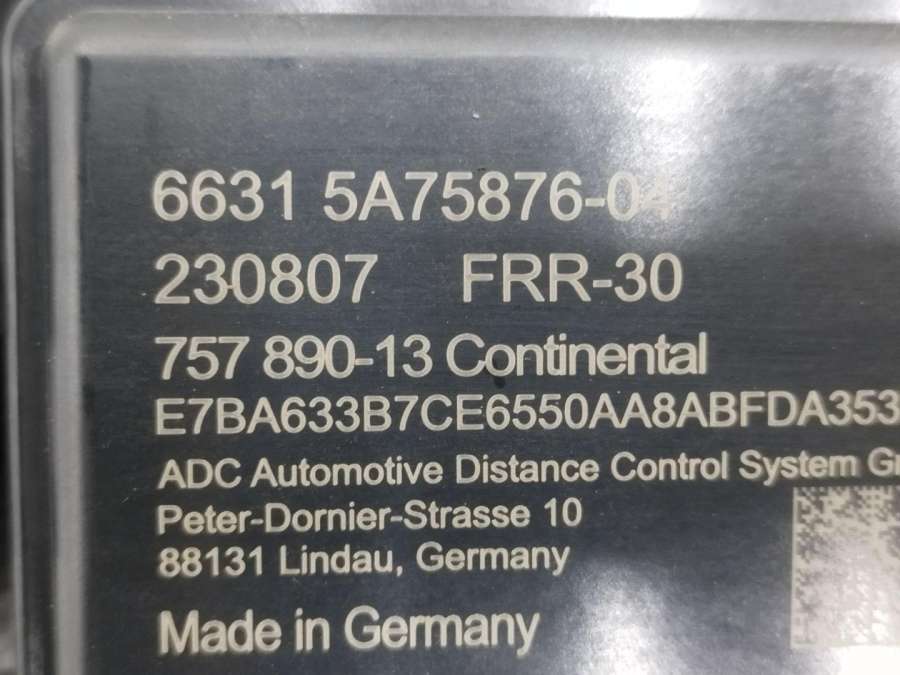 6631 5A75876-04
230807 FRR-30
757 890-13 Continental
E7BA633B7CE6550AA8ABFDA353
ADC Automotive Distance Control System G
Peter-Dornier-Strasse 10
88131 Lindau, Germany
Made in Germany